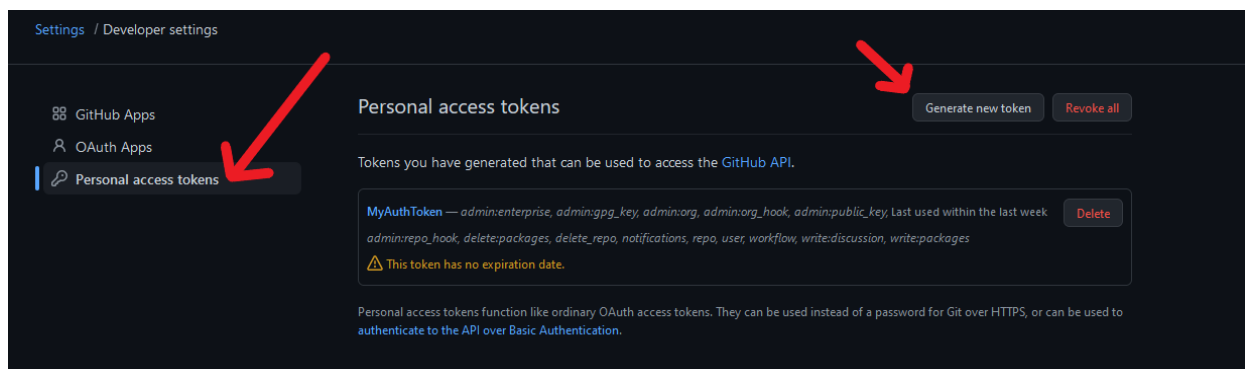 Settings / Developer settings
GitHub Apps
OAuth Apps
Personal access tokens
Personal access tokens
Generate new token
Revoke all
Tokens you have generated that can be used to access the GitHub API.
MyAuthToken — admin:enterprise, admin:gpg_key, admin:org, admin:org_hook, admin:public_key, Last used within the last week
Delete
admin:repo_hook, delete:packages, delete_repo, notifications, repo, user, workflow, write:discussion, write:packages
This token has no expiration date.
Personal access tokens function like ordinary OAuth access tokens. They can be used instead of a password for Git over HTTPS, or can be used to
authenticate to the API over Basic Authentication.